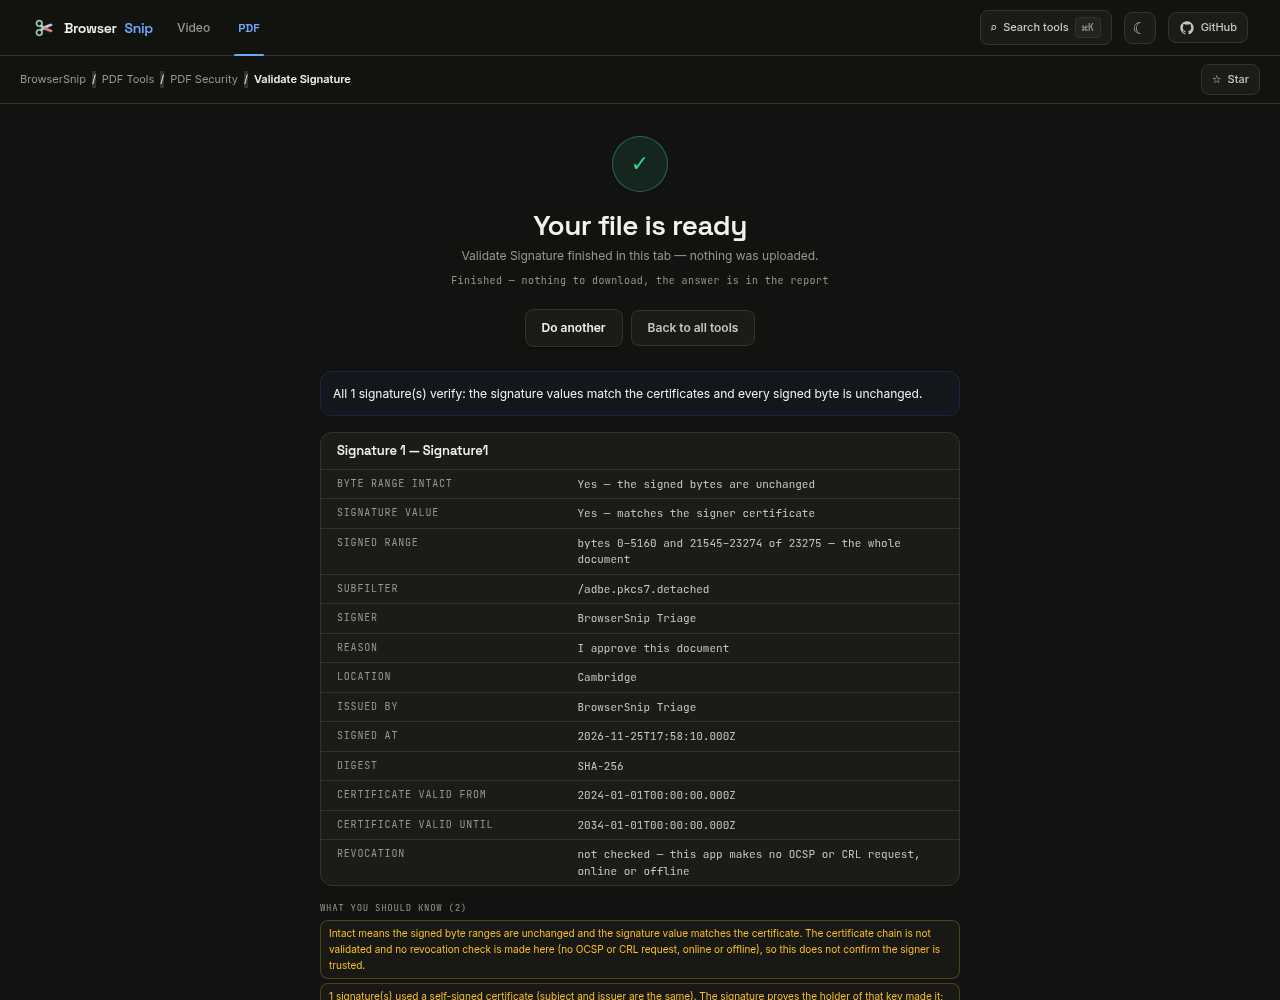 Browser Snip
Video
PDF
Search tools ⌘K
GitHub
BrowserSnip / PDF Tools / PDF Security / Validate Signature
☆ Star
✓
Your file is ready
Validate Signature finished in this tab — nothing was uploaded.
Finished — nothing to download, the answer is in the report
Do another
Back to all tools
All 1 signature(s) verify: the signature values match the certificates and every signed byte is unchanged.
Signature 1 — Signature1
BYTE RANGE INTACT Yes — the signed bytes are unchanged
SIGNATURE VALUE Yes — matches the signer certificate
SIGNED RANGE bytes 0–5160 and 21545–23274 of 23275 — the whole
document
SUBFILTER /adbe.pkcs7.detached
SIGNER BrowserSnip Triage
REASON I approve this document
LOCATION Cambridge
ISSUED BY BrowserSnip Triage
SIGNED AT 2026-11-25T17:58:10.000Z
DIGEST SHA-256
CERTIFICATE VALID FROM 2024-01-01T00:00:00.000Z
CERTIFICATE VALID UNTIL 2034-01-01T00:00:00.000Z
REVOCATION not checked — this app makes no OCSP or CRL request,
online or offline
WHAT YOU SHOULD KNOW (2)
Intact means the signed byte ranges are unchanged and the signature value matches the certificate. The certificate chain is not
validated and no revocation check is made here (no OCSP or CRL request, online or offline), so this does not confirm the signer is
trusted.
1 signature(s) used a self-signed certificate (subject and issuer are the same). The signature proves the holder of that key made it;